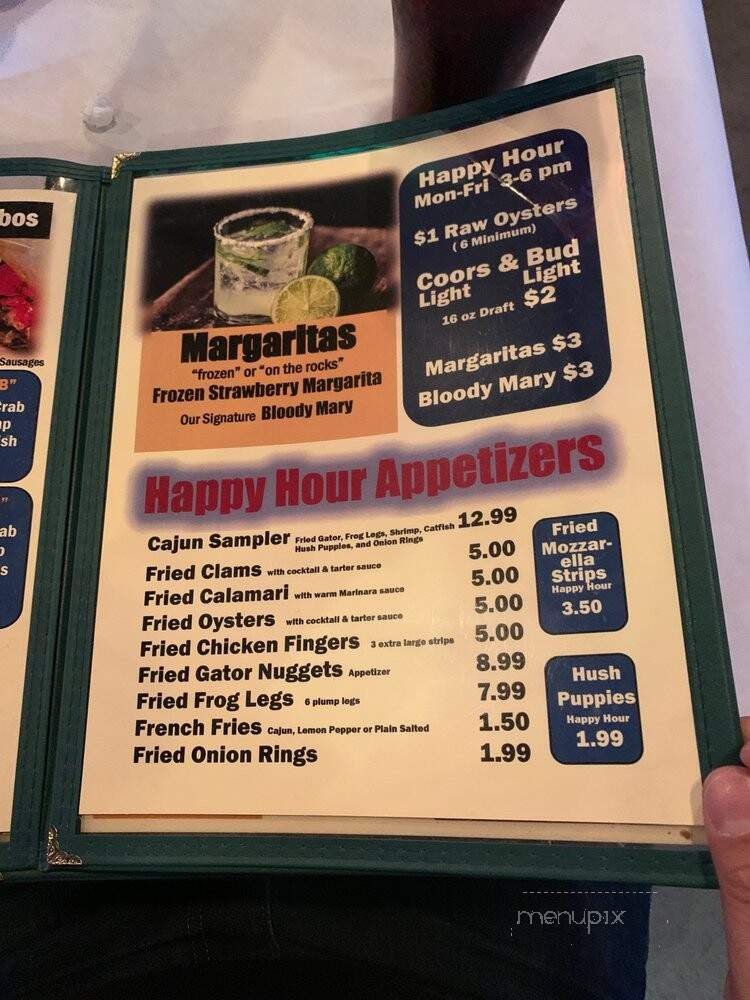 bos
Sausages
B"
Crab
ish
"
ab
s
Margaritas
"frozen" or "on the rocks"
Frozen Strawberry Margarita
Our Signature Bloody Mary
Happy Hour
Mon-Fri 3-6 pm
$1 Raw Oysters
( 6 Minimum)
Coors & Bud
Light Light
16 oz Draft $2
Margaritas $3
Bloody Mary $3
Happy Hour Appetizers
Cajun Sampler Fried Gator, Frog Legs, Shrimp, Catfish 12.99
Hush Puppies, and Onion Rings
Fried Clams with cocktail & tarter sauce 5.00
Fried Calamari with warm Marinara sauce 5.00
Fried Oysters with cocktail & tarter sauce 5.00
Fried Chicken Fingers 3 extra large strips 5.00
Fried Gator Nuggets Appetizer 8.99
Fried Frog Legs 6 plump legs 7.99
French Fries Cajun, Lemon Pepper or Plain Salted 1.50
Fried Onion Rings 1.99
Fried
Mozzar-
ella
Strips
Happy Hour
3.50
Hush
Puppies
Happy Hour
1.99
menupix